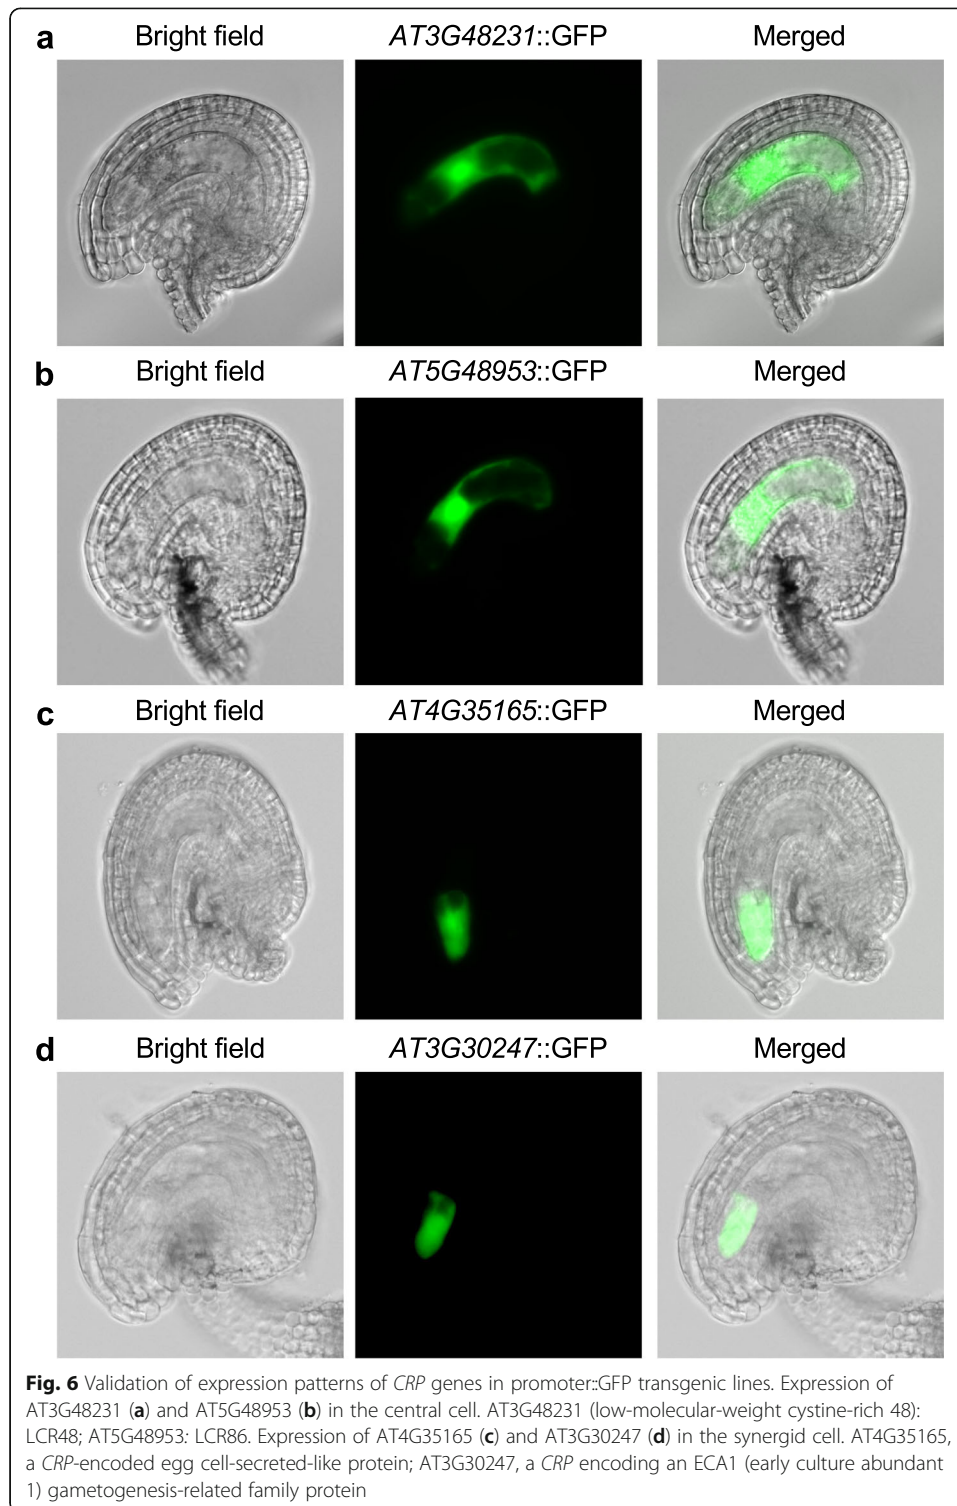 a Bright field AT3G48231::GFP Merged
b Bright field AT5G48953::GFP Merged
c Bright field AT4G35165::GFP Merged
d Bright field AT3G30247::GFP Merged
Fig. 6 Validation of expression patterns of CRP genes in promoter::GFP transgenic lines. Expression of
AT3G48231 (a) and AT5G48953 (b) in the central cell. AT3G48231 (low-molecular-weight cystine-rich 48):
LCR48; AT5G48953: LCR86. Expression of AT4G35165 (c) and AT3G30247 (d) in the synergid cell. AT4G35165,
a CRP-encoded egg cell-secreted-like protein; AT3G30247, a CRP encoding an ECA1 (early culture abundant
1) gametogenesis-related family protein